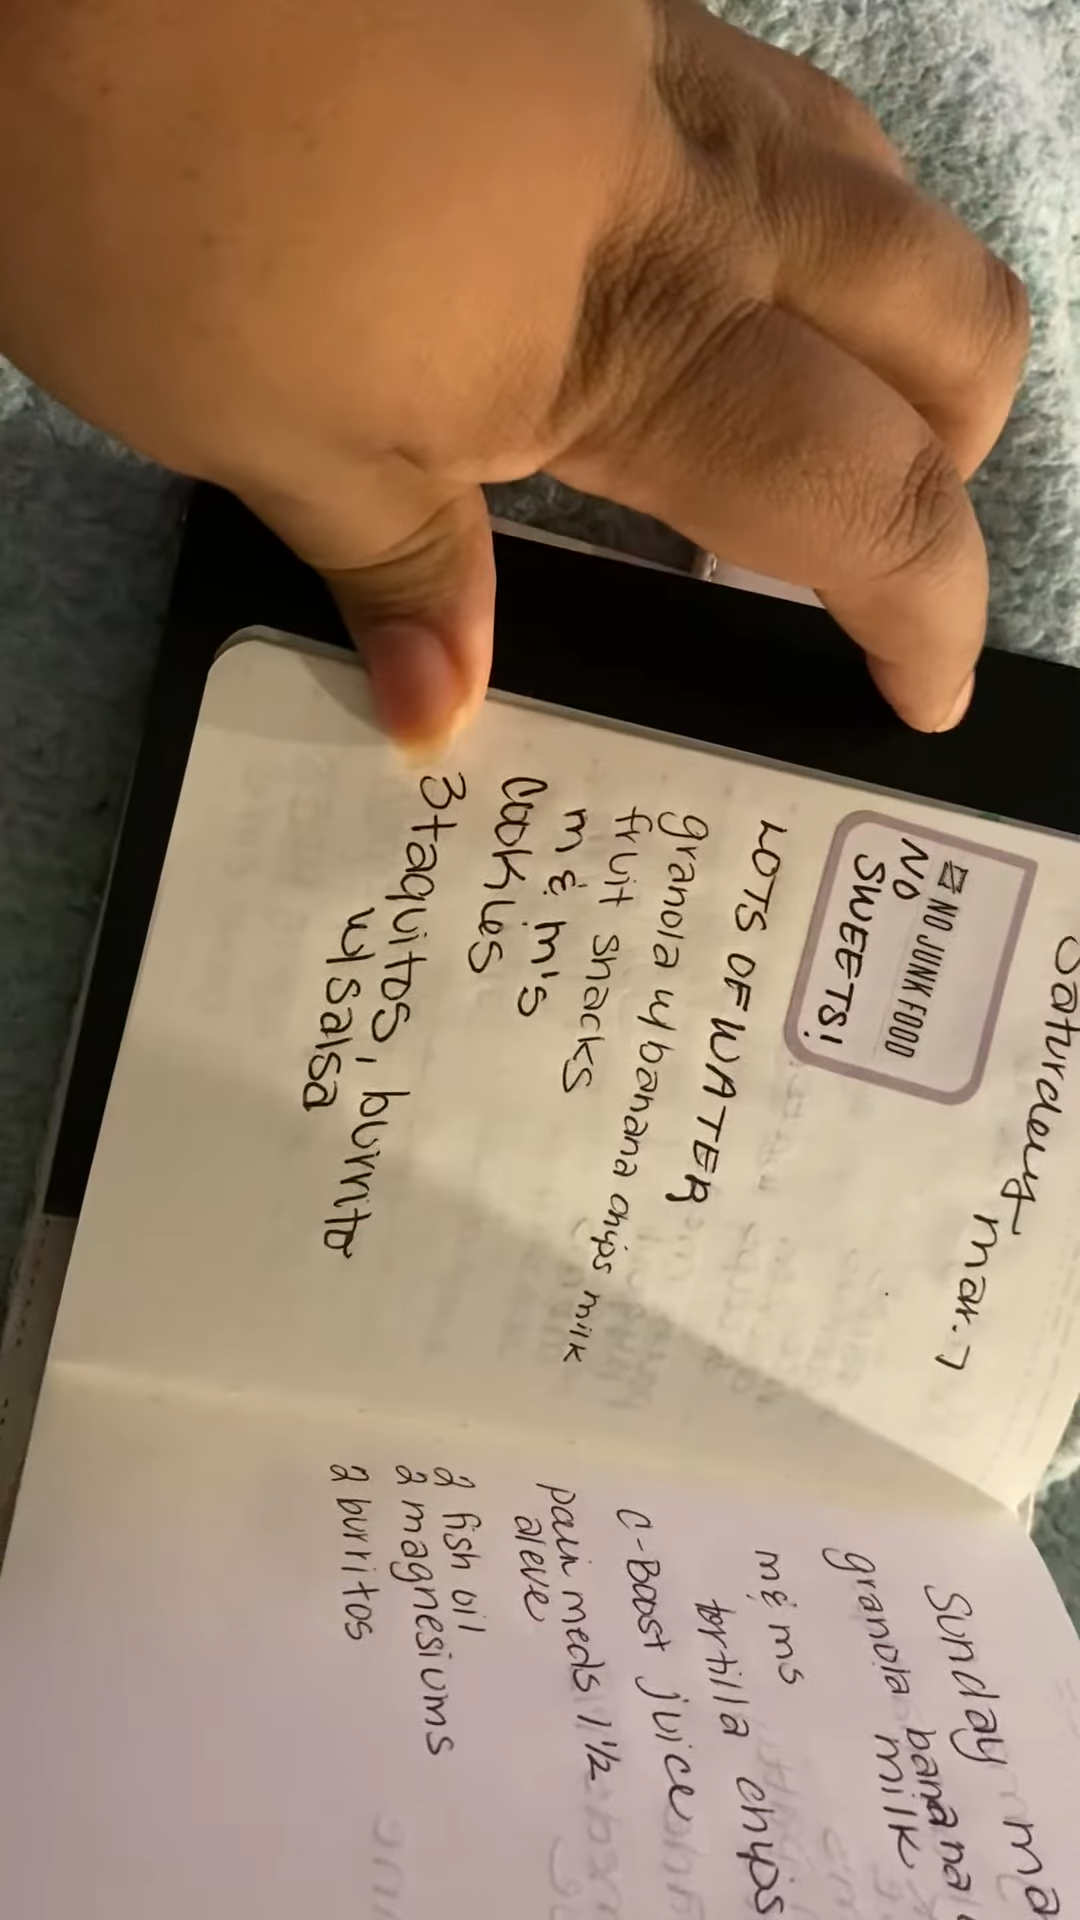 Saturday mar. 7
NO JUNK FOOD
NO
SWEETS!
LOTS OF WATER
granola w/ banana chips milk
fruit snacks
m & m's
Cookies
3 taquitos, burrito
w/ salsa
Sunday
granola banana
milk
m&ms
tortilla chips
C-Boost juice
pain meds 1 1/2
aleve
2 fish oil
2 magnesiums
2 burritos